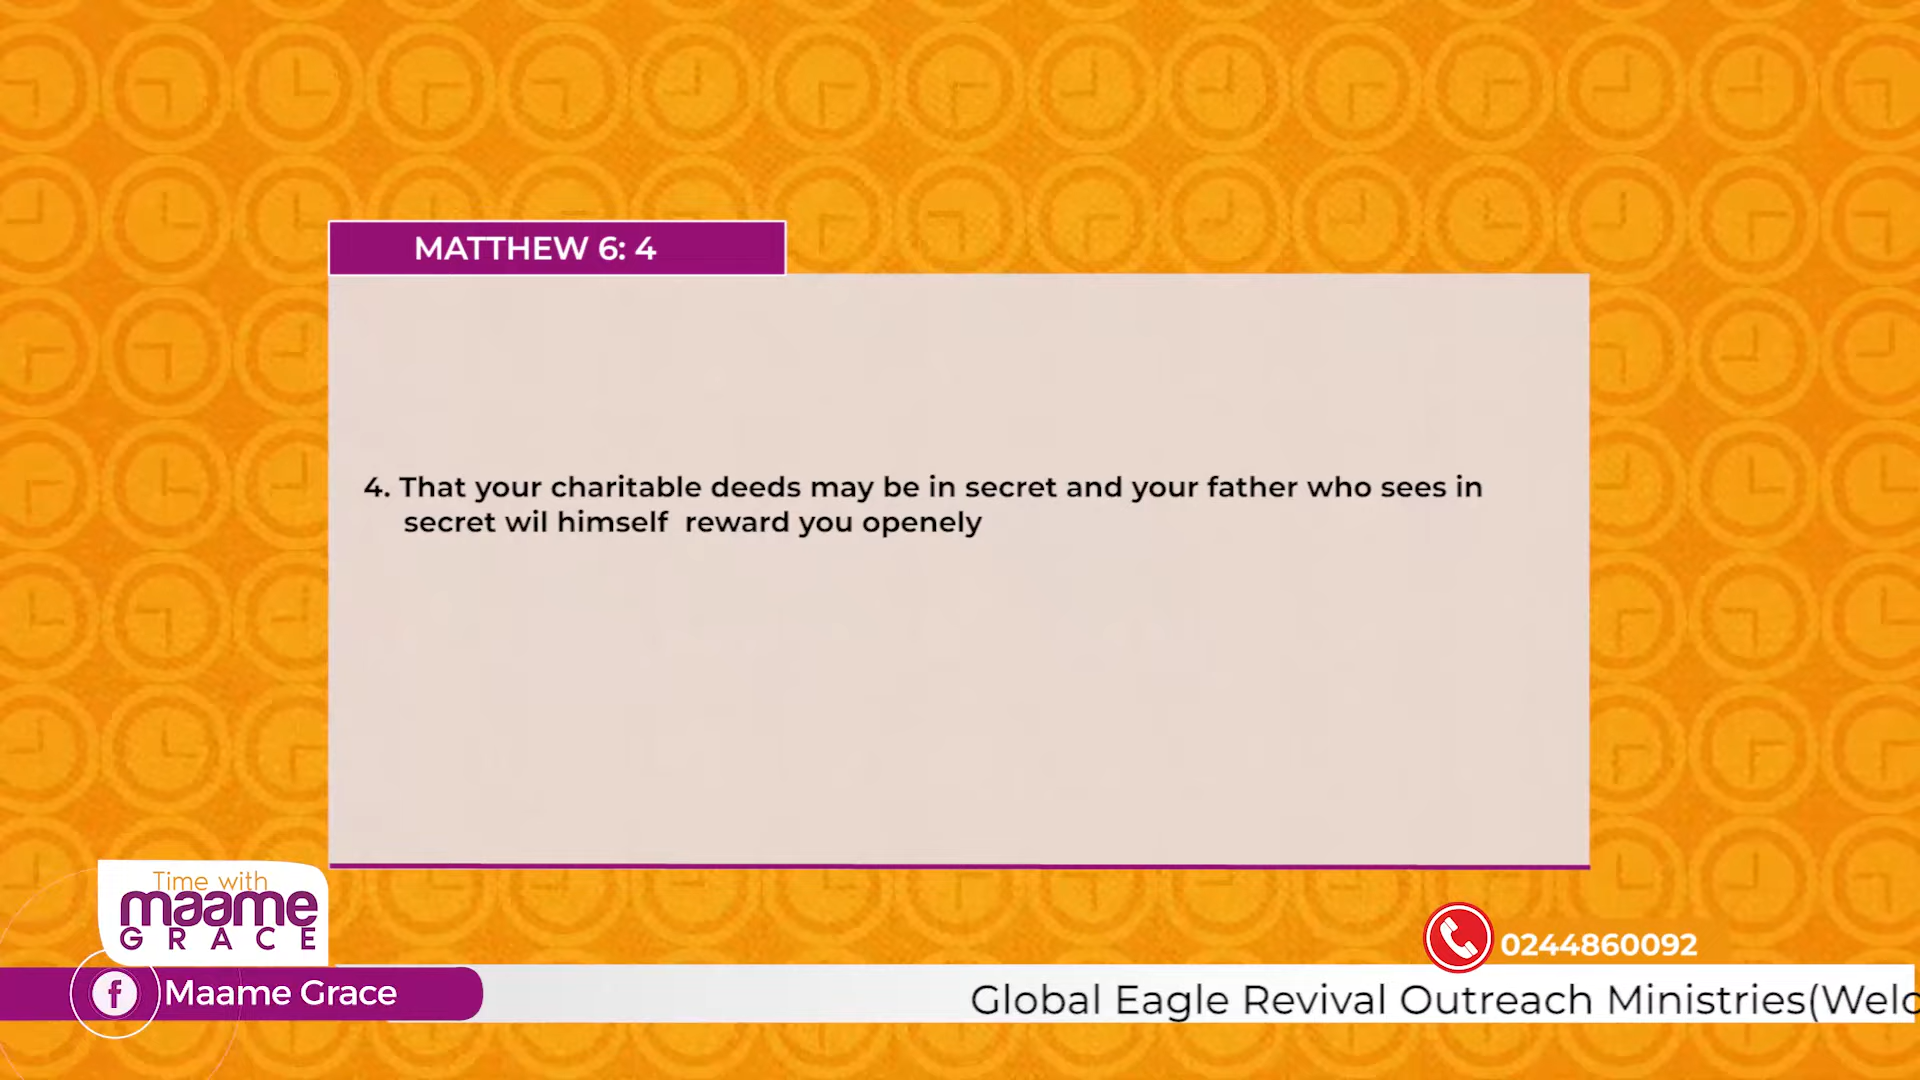 MATTHEW 6: 4
4. That your charitable deeds may be in secret and your father who sees in
secret wil himself reward you openely
Time with
maame
GRACE
f Maame Grace
0244860092
Global Eagle Revival Outreach Ministries(Welc